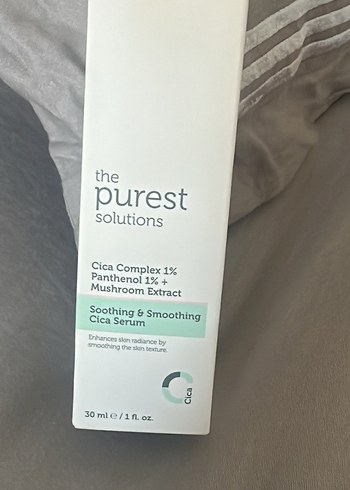 the
purest
solutions
Cica Complex 1%
Panthenol 1% +
Mushroom Extract
Soothing & Smoothing
Cica Serum
Enhances skin radiance by
smoothing the skin texture.
Cica
30 ml ℮ / 1 fl. oz.